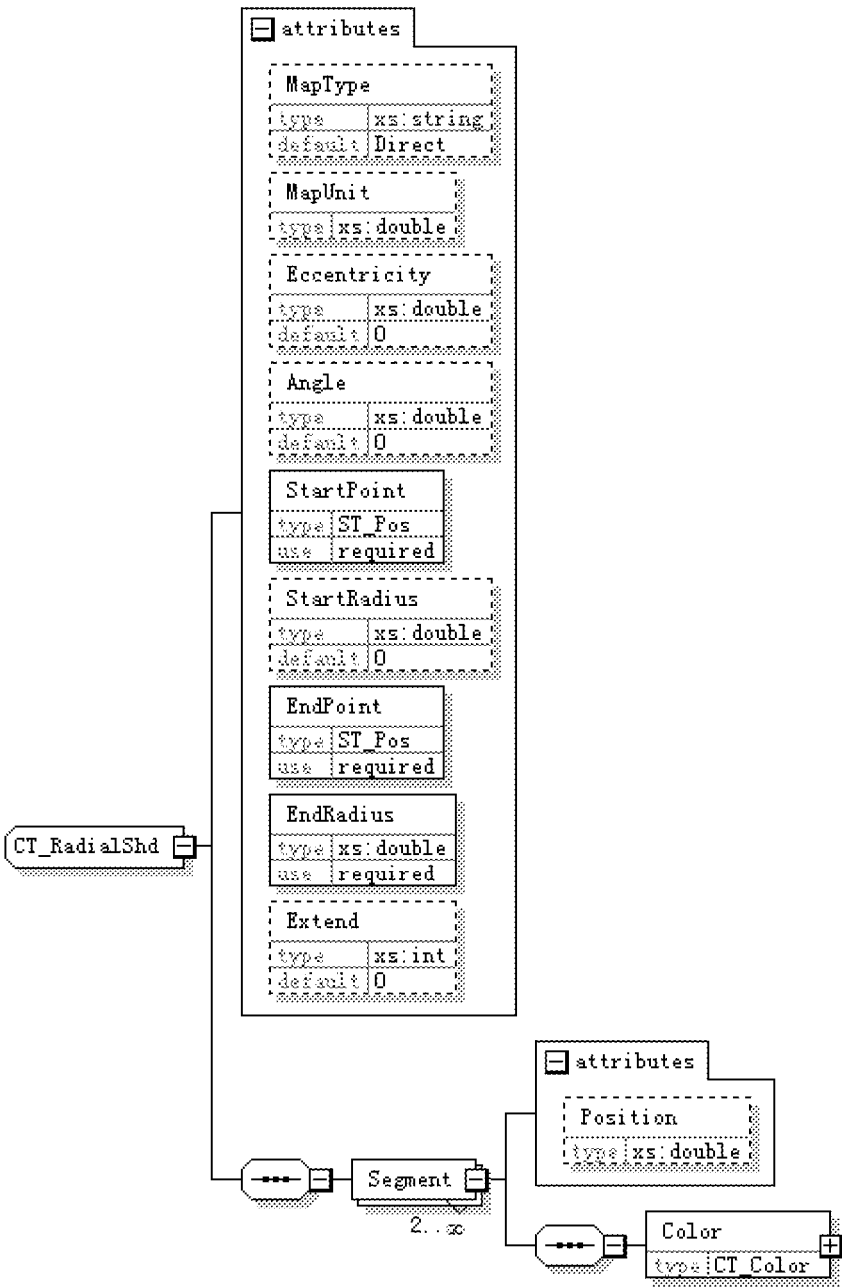 attributes
MapType
type xs:string
default Direct
MapUnit
type xs:double
Eccentricity
type xs:double
default 0
Angle
type xs:double
default 0
StartPoint
type ST_Pos
use required
StartRadius
type xs:double
default 0
EndPoint
type ST_Pos
use required
CT_RadialShd
EndRadius
type xs:double
use required
Extend
type xs:int
default 0
attributes
Position
type xs:double
Segment
2..∞
Color
type CT_Color